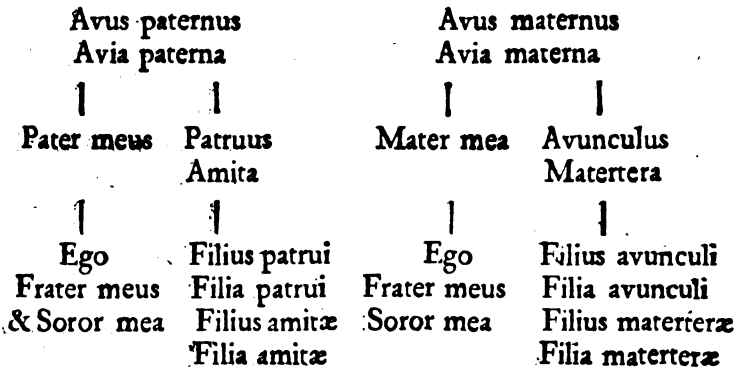 Avus paternus Avus maternus
Avia paterna Avia materna
Pater meus Patruus Mater mea Avunculus
Amita Matertera
Ego Filius patrui Ego Filius avunculi
Frater meus Filia patrui Frater meus Filia avunculi
& Soror mea Filius amitæ Soror mea Filius materteræ
Filia amitæ Filia materteræ